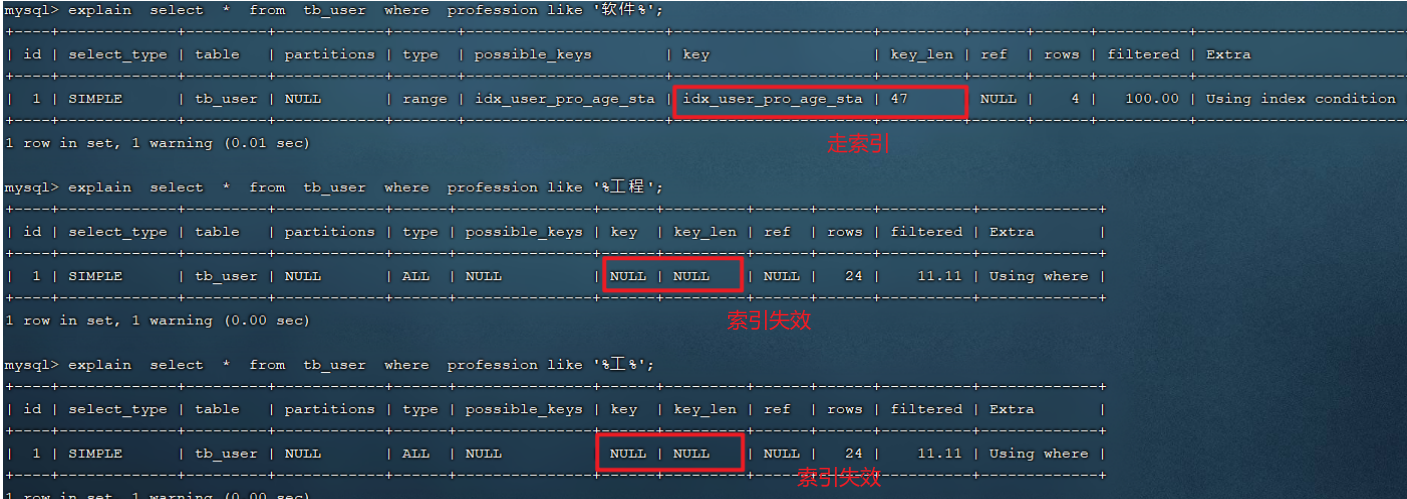 mysql> explain  select  *  from  tb_user  where  profession like '软件%';
+----+-------------+---------+------------+-------+----------------------+----------------------+---------+------+------+----------+-----------------------
| id | select_type | table   | partitions | type  | possible_keys        | key                  | key_len | ref  | rows | filtered | Extra
+----+-------------+---------+------------+-------+----------------------+----------------------+---------+------+------+----------+-----------------------
|  1 | SIMPLE      | tb_user | NULL       | range | idx_user_pro_age_sta | idx_user_pro_age_sta | 47      | NULL |    4 |   100.00 | Using index condition
+----+-------------+---------+------------+-------+----------------------+----------------------+---------+------+------+----------+-----------------------
1 row in set, 1 warning (0.01 sec)
走索引
mysql> explain  select  *  from  tb_user  where  profession like '%工程';
+----+-------------+---------+------------+------+---------------+------+---------+------+------+----------+-------------+
| id | select_type | table   | partitions | type | possible_keys | key  | key_len | ref  | rows | filtered | Extra       |
+----+-------------+---------+------------+------+---------------+------+---------+------+------+----------+-------------+
|  1 | SIMPLE      | tb_user | NULL       | ALL  | NULL          | NULL | NULL    | NULL |   24 |    11.11 | Using where |
+----+-------------+---------+------------+------+---------------+------+---------+------+------+----------+-------------+
1 row in set, 1 warning (0.00 sec)
索引失效
mysql> explain  select  *  from  tb_user  where  profession like '%工%';
+----+-------------+---------+------------+------+---------------+------+---------+------+------+----------+-------------+
| id | select_type | table   | partitions | type | possible_keys | key  | key_len | ref  | rows | filtered | Extra       |
+----+-------------+---------+------------+------+---------------+------+---------+------+------+----------+-------------+
|  1 | SIMPLE      | tb_user | NULL       | ALL  | NULL          | NULL | NULL    | NULL |   24 |    11.11 | Using where |
+----+-------------+---------+------------+------+---------------+------+---------+------+------+----------+-------------+
索引失效
1 row in set, 1 warning (0.00 sec)